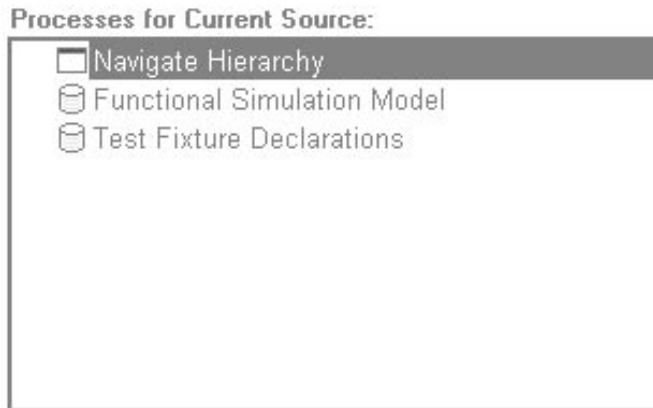 Processes for Current Source:
Navigate Hierarchy
Functional Simulation Model
Test Fixture Declarations